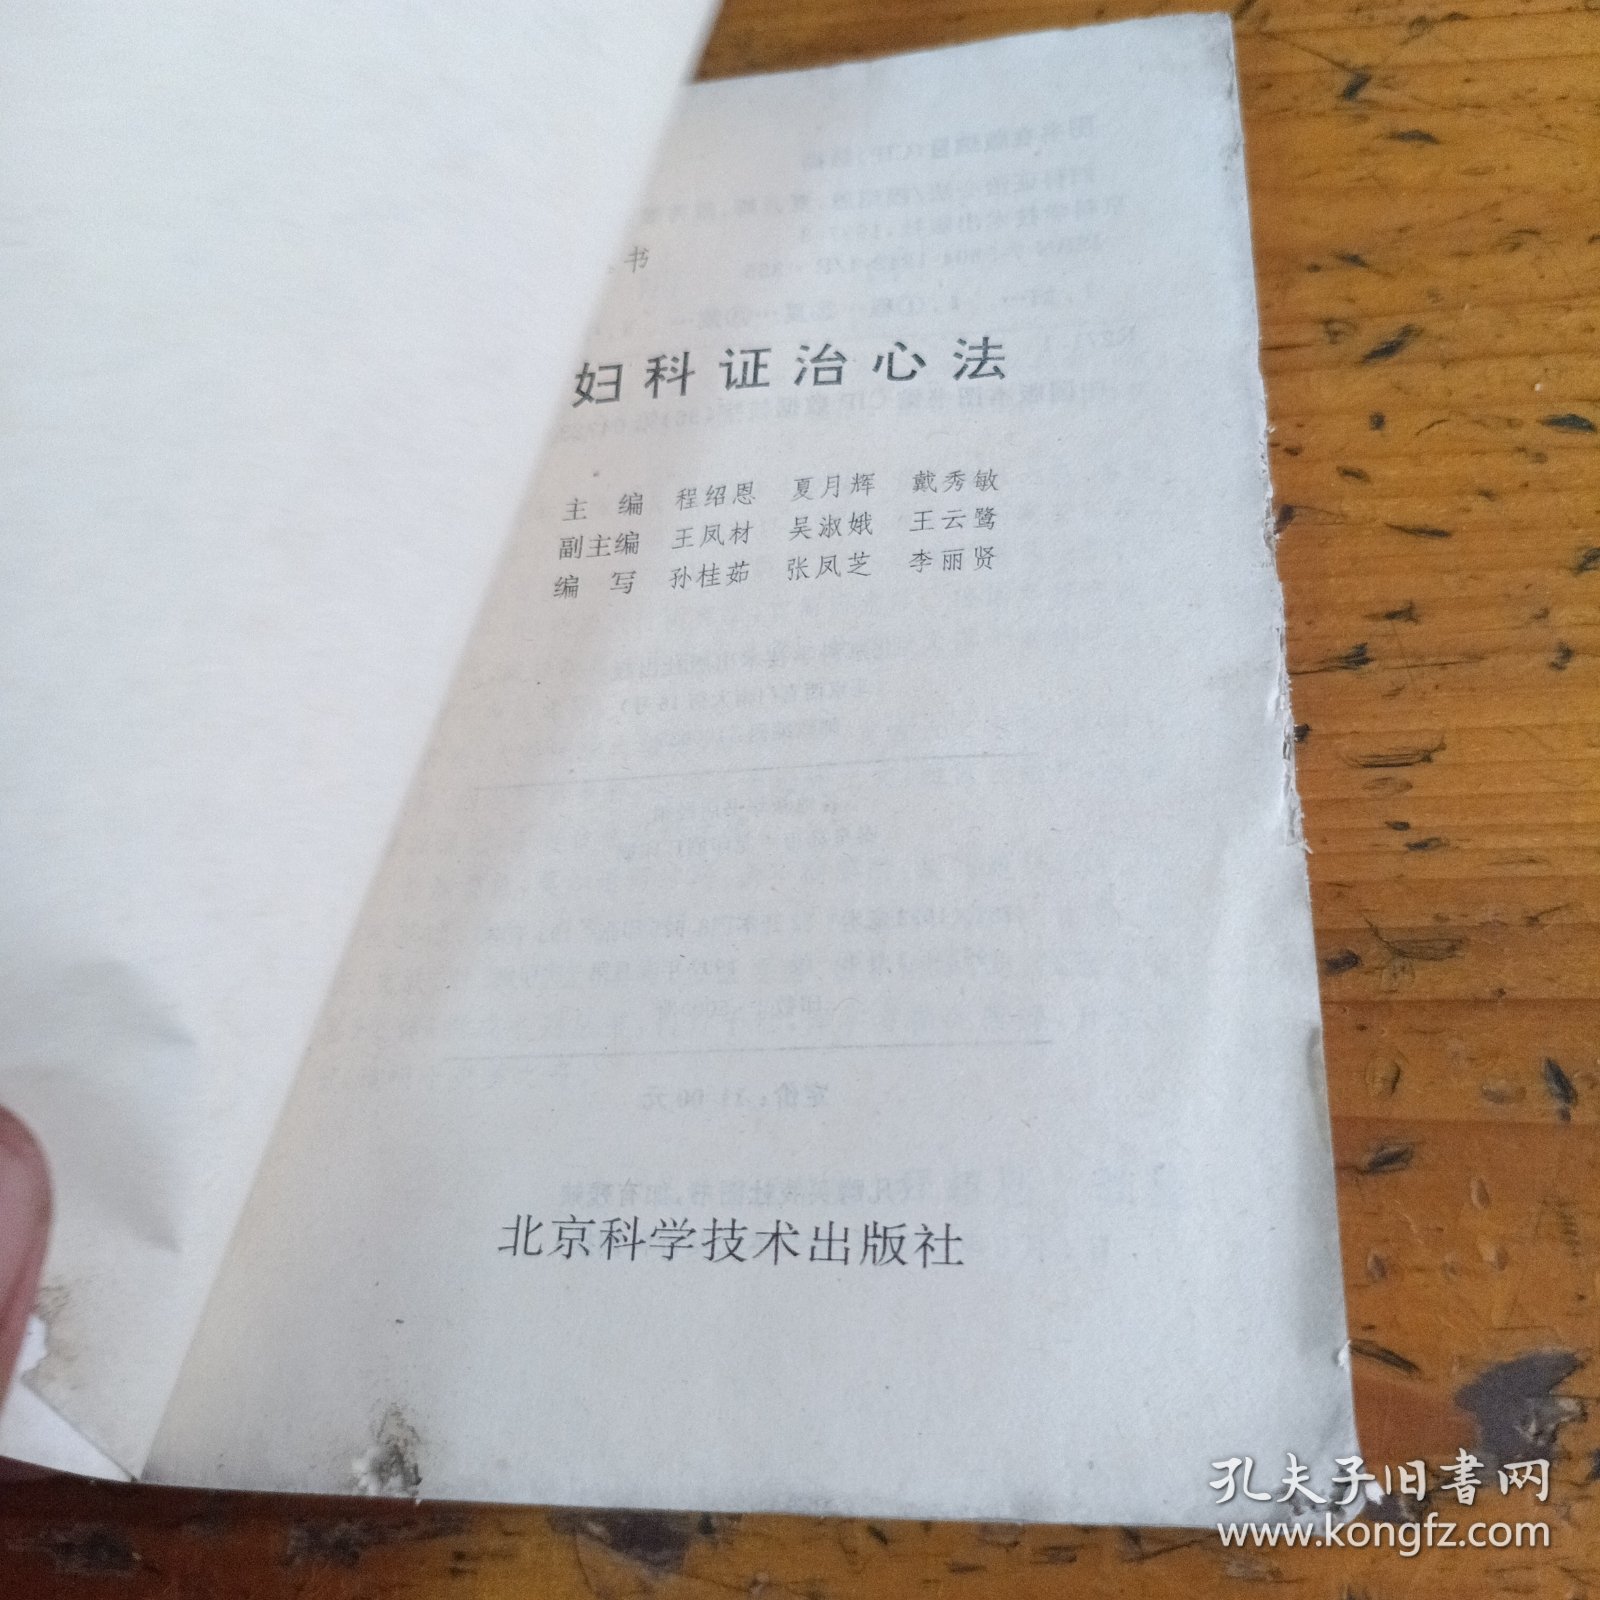 书
妇科证治心法
主 编 程绍恩 夏月辉 戴秀敏
副主编 王凤材 吴淑娥 王云鹭
编 写 孙桂茹 张凤芝 李丽贤
北京科学技术出版社
孔夫子旧书网
www.kongfz.com